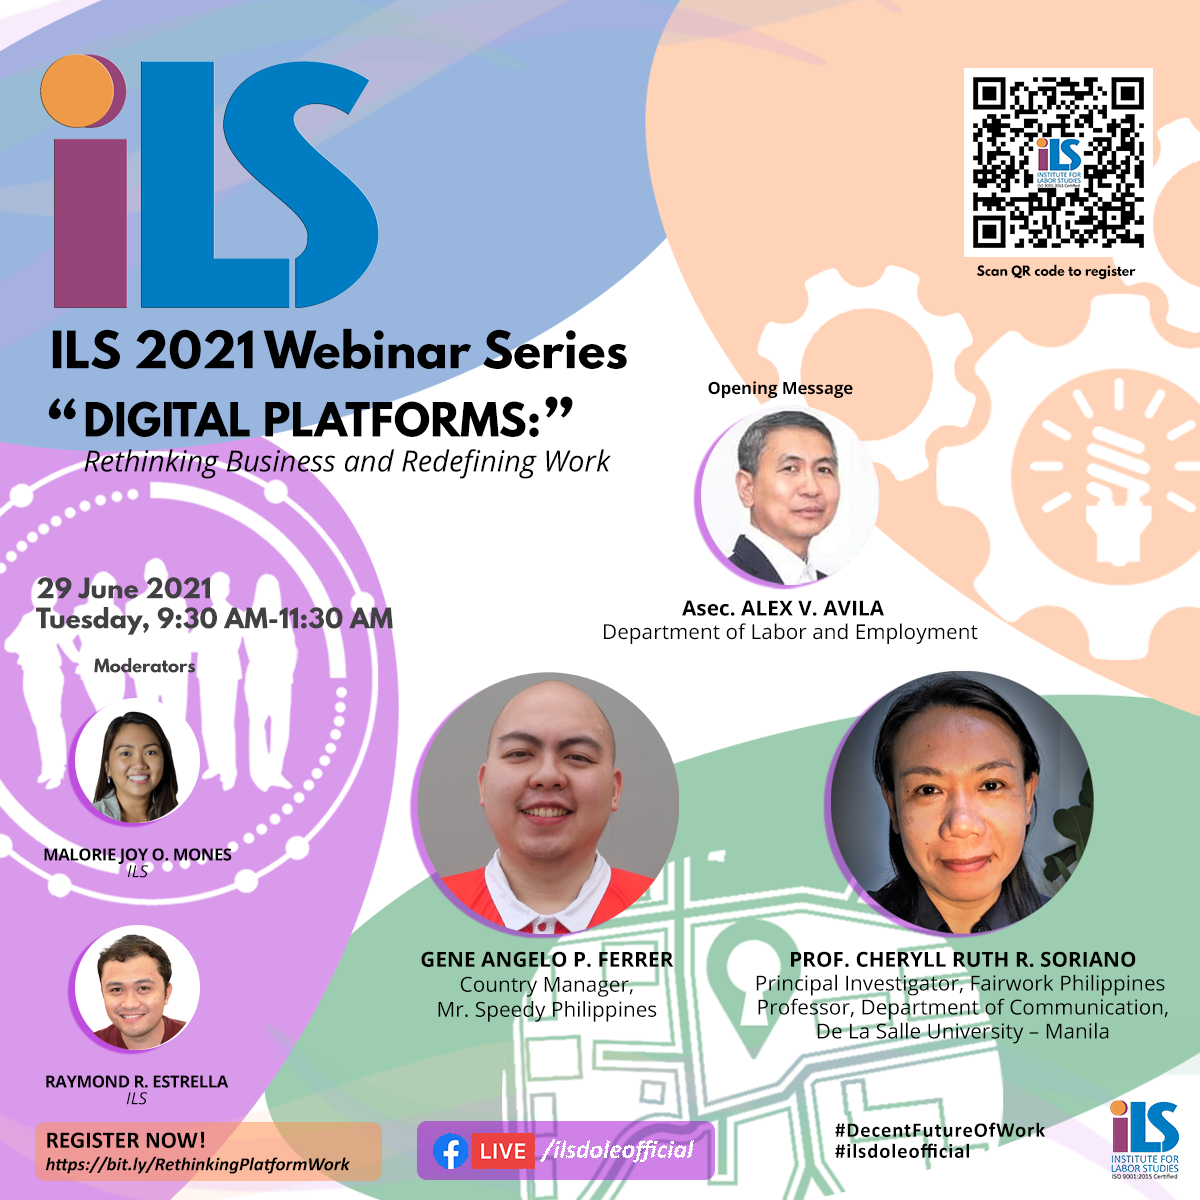 iLS
ILS 2021 Webinar Series
“DIGITAL PLATFORMS:”
Rethinking Business and Redefining Work
iLS
INSTITUTE FOR
LABOR STUDIES
ISO 9001:2015 Certified
Scan QR code to register
Opening Message
Asec. ALEX V. AVILA
Department of Labor and Employment
29 June 2021
Tuesday, 9:30 AM-11:30 AM
Moderators
MALORIE JOY O. MONES
ILS
RAYMOND R. ESTRELLA
ILS
GENE ANGELO P. FERRER
Country Manager,
Mr. Speedy Philippines
PROF. CHERYLL RUTH R. SORIANO
Principal Investigator, Fairwork Philippines
Professor, Department of Communication,
De La Salle University – Manila
REGISTER NOW!
https://bit.ly/RethinkingPlatformWork
f LIVE /ilsdoleofficial
#DecentFutureOfWork
#ilsdoleofficial
iLS
INSTITUTE FOR
LABOR STUDIES
ISO 9001:2015 Certified